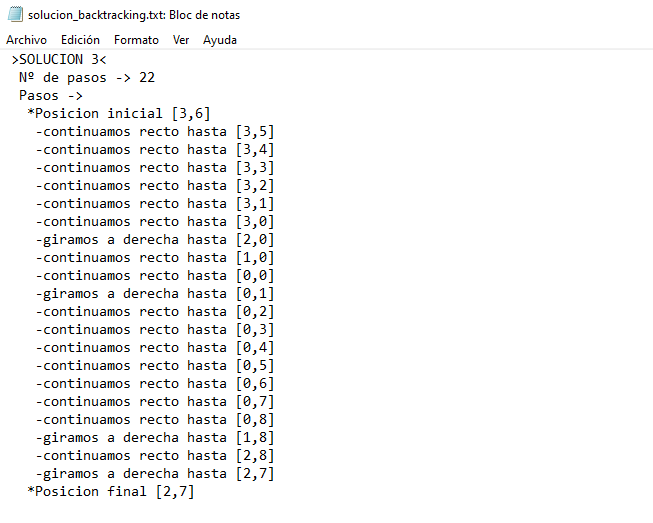 solucion_backtracking.txt: Bloc de notas
Archivo Edición Formato Ver Ayuda
>SOLUCION 3<
Nº de pasos -> 22
Pasos ->
*Posicion inicial [3,6]
-continuamos recto hasta [3,5]
-continuamos recto hasta [3,4]
-continuamos recto hasta [3,3]
-continuamos recto hasta [3,2]
-continuamos recto hasta [3,1]
-continuamos recto hasta [3,0]
-giramos a derecha hasta [2,0]
-continuamos recto hasta [1,0]
-continuamos recto hasta [0,0]
-giramos a derecha hasta [0,1]
-continuamos recto hasta [0,2]
-continuamos recto hasta [0,3]
-continuamos recto hasta [0,4]
-continuamos recto hasta [0,5]
-continuamos recto hasta [0,6]
-continuamos recto hasta [0,7]
-continuamos recto hasta [0,8]
-giramos a derecha hasta [1,8]
-continuamos recto hasta [2,8]
-giramos a derecha hasta [2,7]
*Posicion final [2,7]